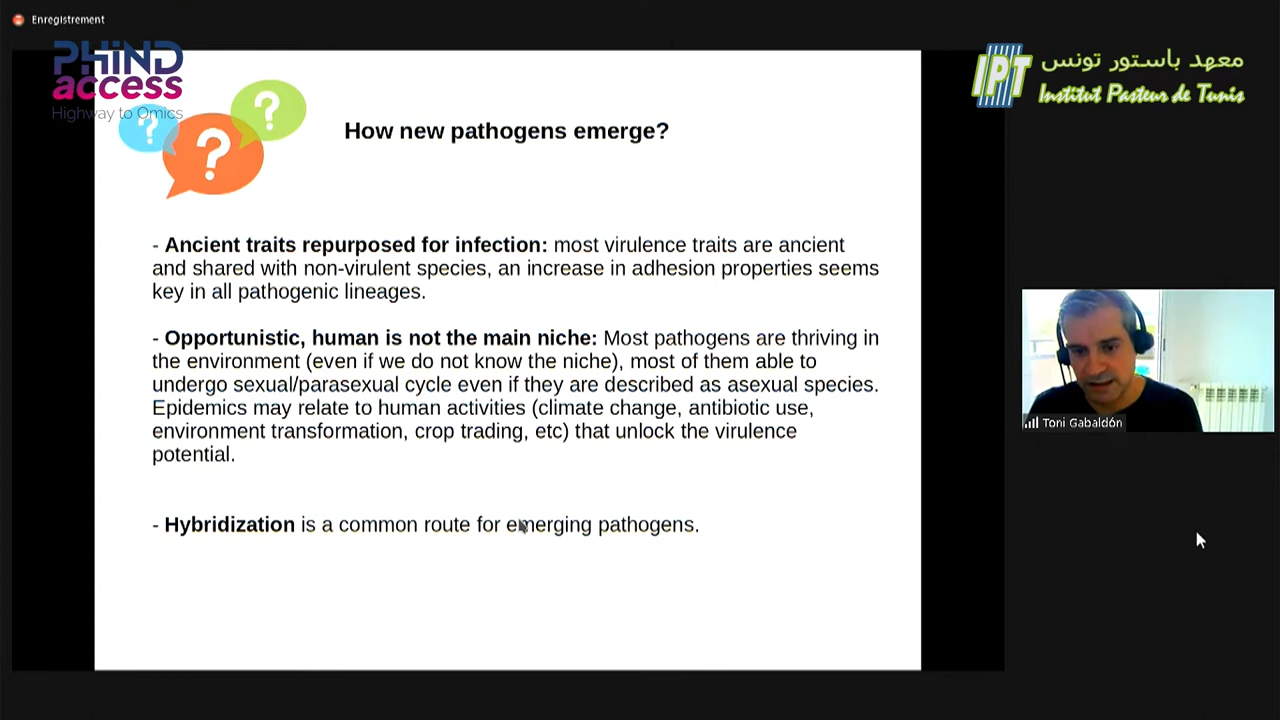 Enregistrement
PHiND
access
Highway to Omics
IPT
معهد باستور تونس
Institut Pasteur de Tunis
? ? ?
How new pathogens emerge?
- Ancient traits repurposed for infection: most virulence traits are ancient
and shared with non-virulent species, an increase in adhesion properties seems
key in all pathogenic lineages.
- Opportunistic, human is not the main niche: Most pathogens are thriving in
the environment (even if we do not know the niche), most of them able to
undergo sexual/parasexual cycle even if they are described as asexual species.
Epidemics may relate to human activities (climate change, antibiotic use,
environment transformation, crop trading, etc) that unlock the virulence
potential.
- Hybridization is a common route for emerging pathogens.
Toni Gabaldón